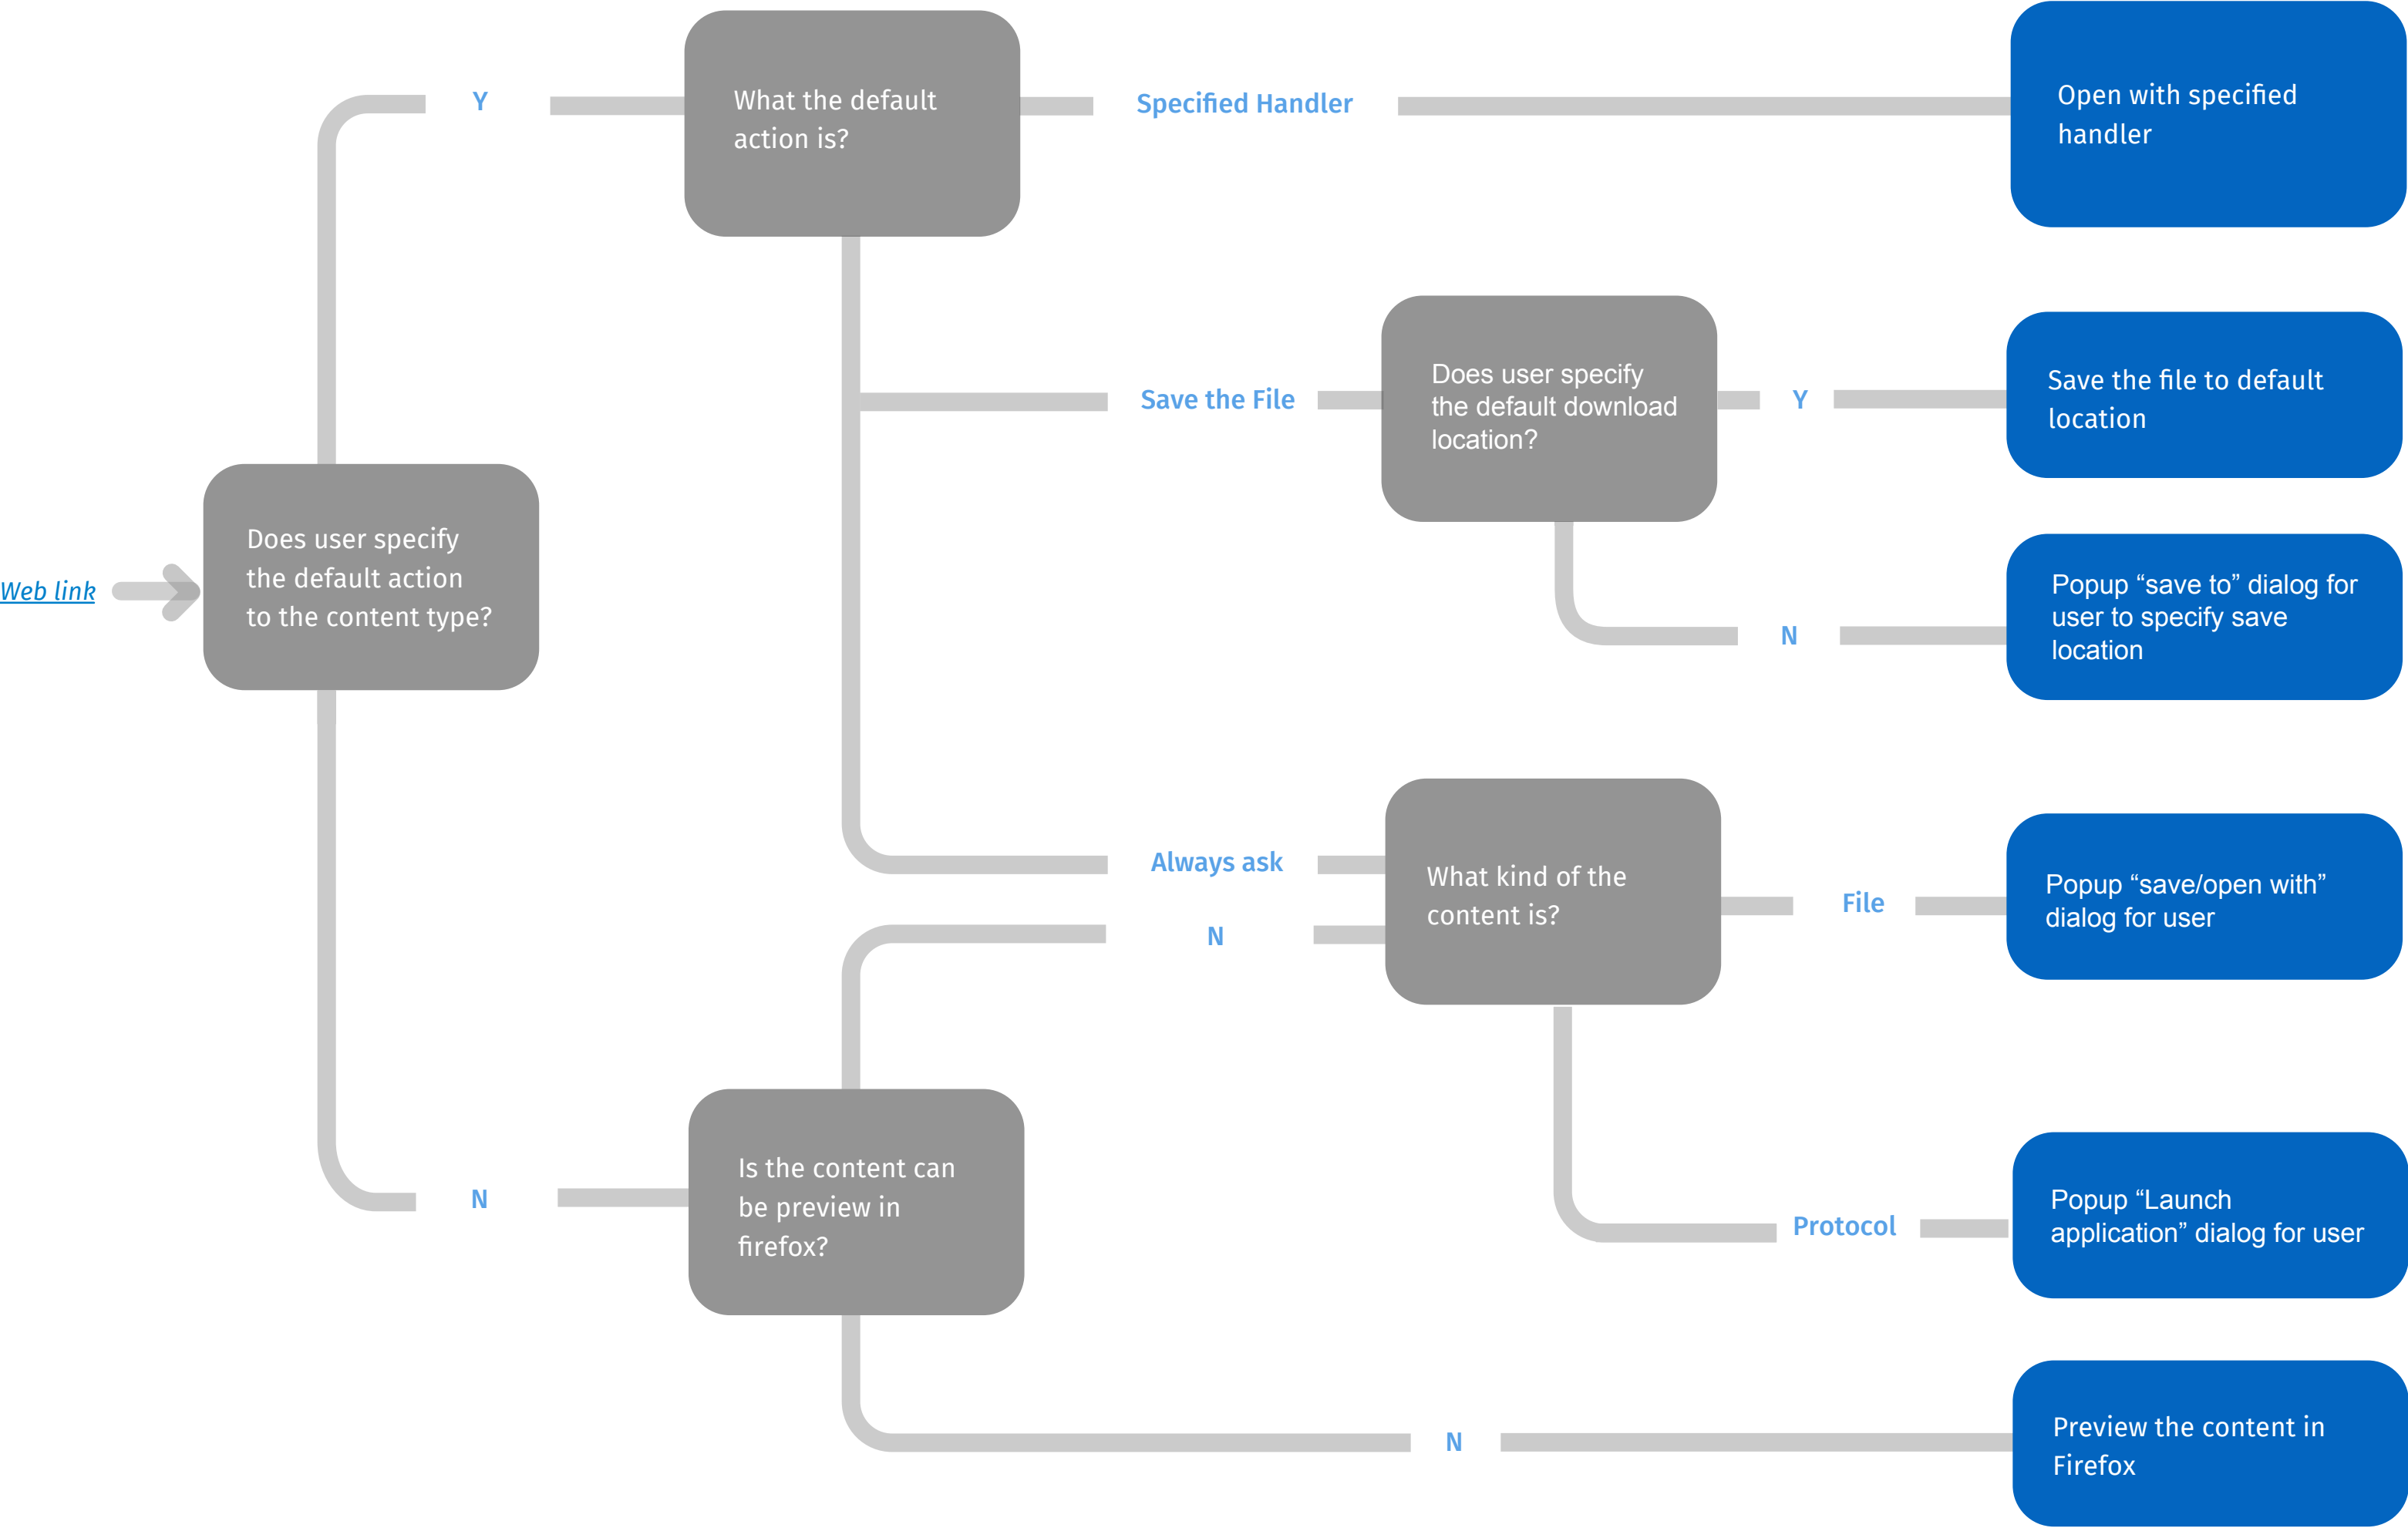 Web link
Does user specify
the default action
to the content type?
Y
What the default
action is?
Specified Handler
Open with specified
handler
Save the File
Does user specify
the default download
location?
Y
Save the file to default
location
N
Popup “save to” dialog for
user to specify save
location
Always ask
N
What kind of the
content is?
File
Popup “save/open with”
dialog for user
N
Is the content can
be preview in
firefox?
Protocol
Popup “Launch
application” dialog for user
N
Preview the content in
Firefox